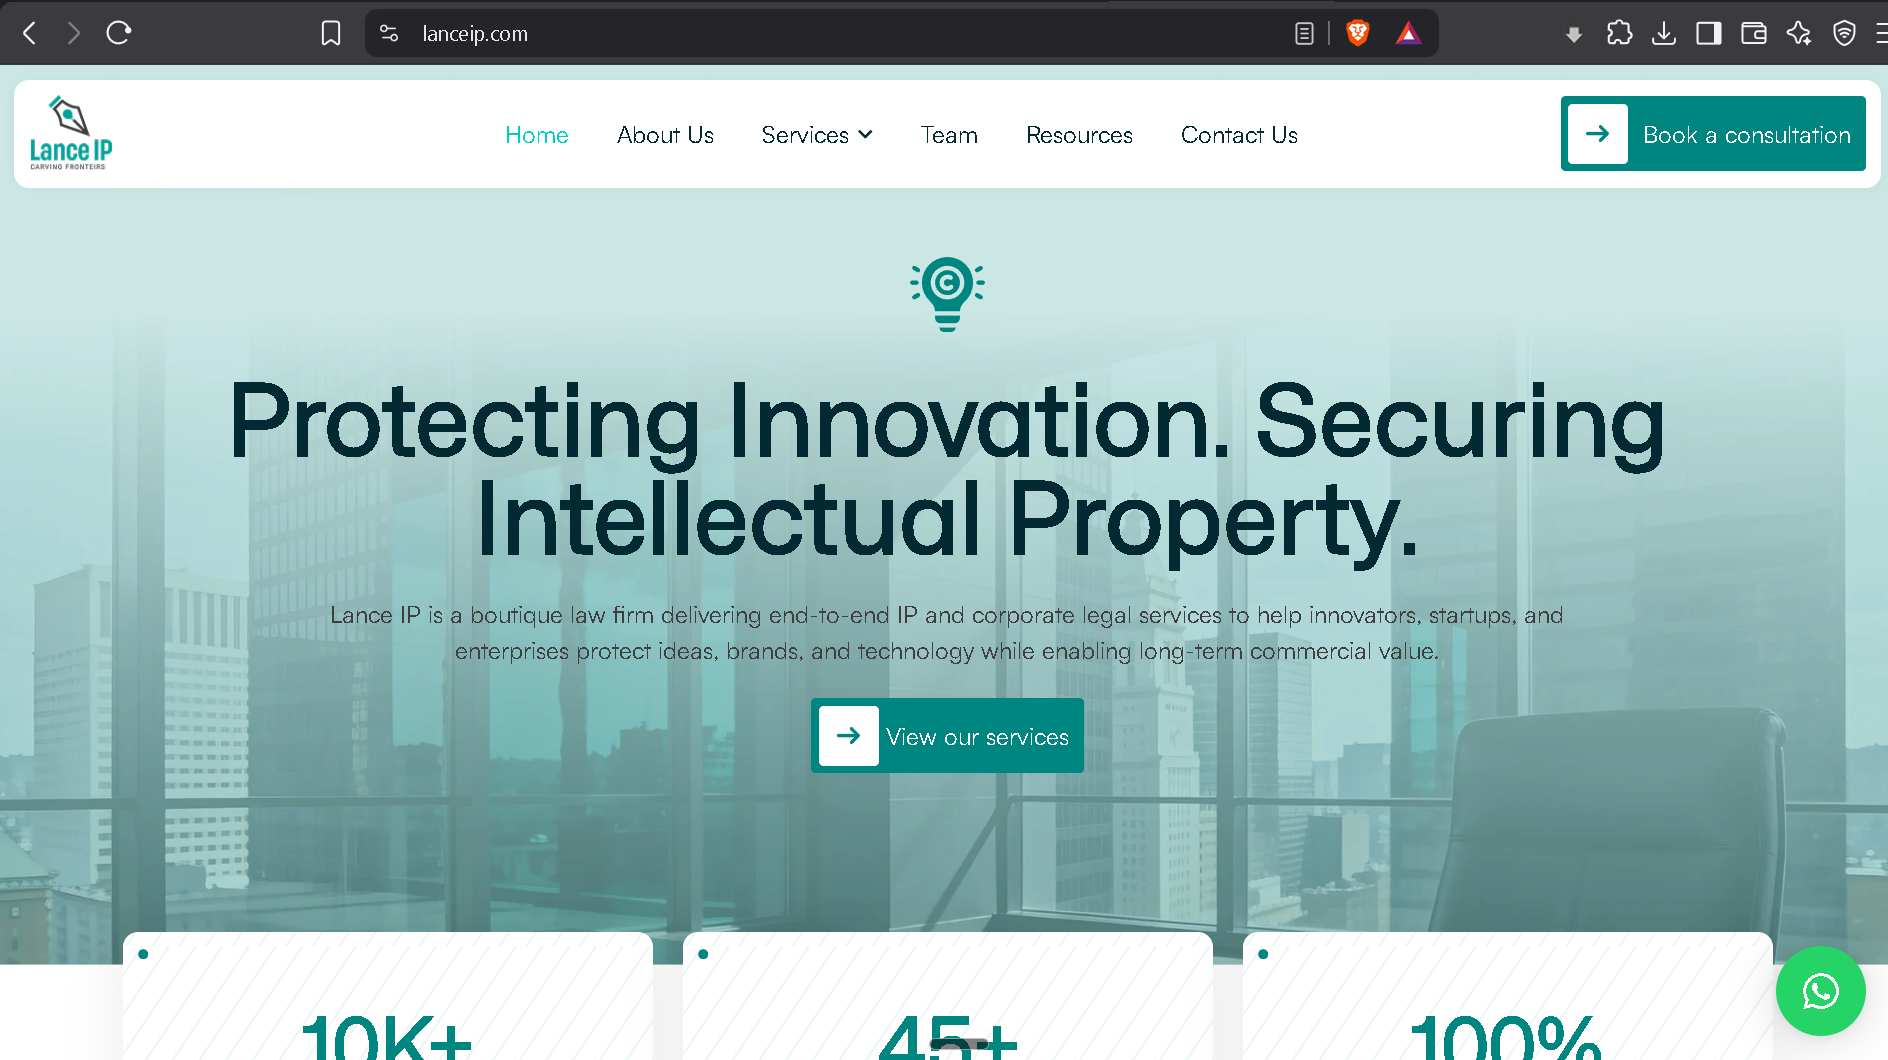 lanceip.com
Lance IP
CARVING FRONTEIRS
Home
About Us
Services
Team
Resources
Contact Us
Book a consultation
Protecting Innovation. Securing
Intellectual Property.
Lance IP is a boutique law firm delivering end-to-end IP and corporate legal services to help innovators, startups, and
enterprises protect ideas, brands, and technology while enabling long-term commercial value.
View our services
10K+
45+
100%